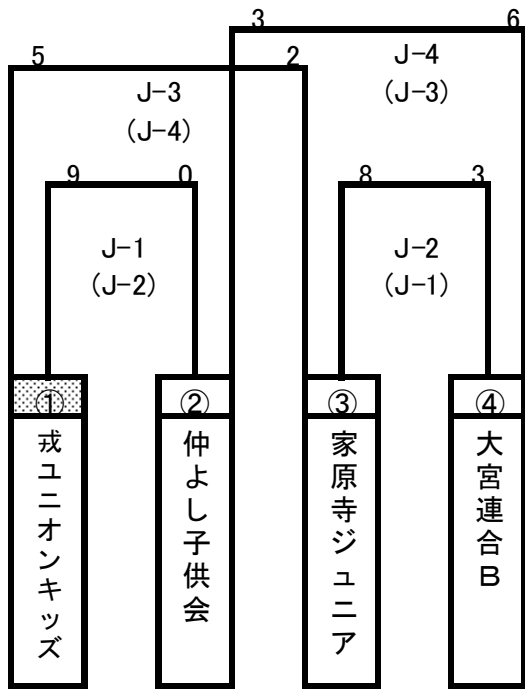 3 6
5 2 J-4
J-3 (J-3)
(J-4)
9 0 8 3
J-1 J-2
(J-2) (J-1)
① ② ③ ④
戎ユニオンキッズ
仲よし子供会
家原寺ジュニア
大宮連合B